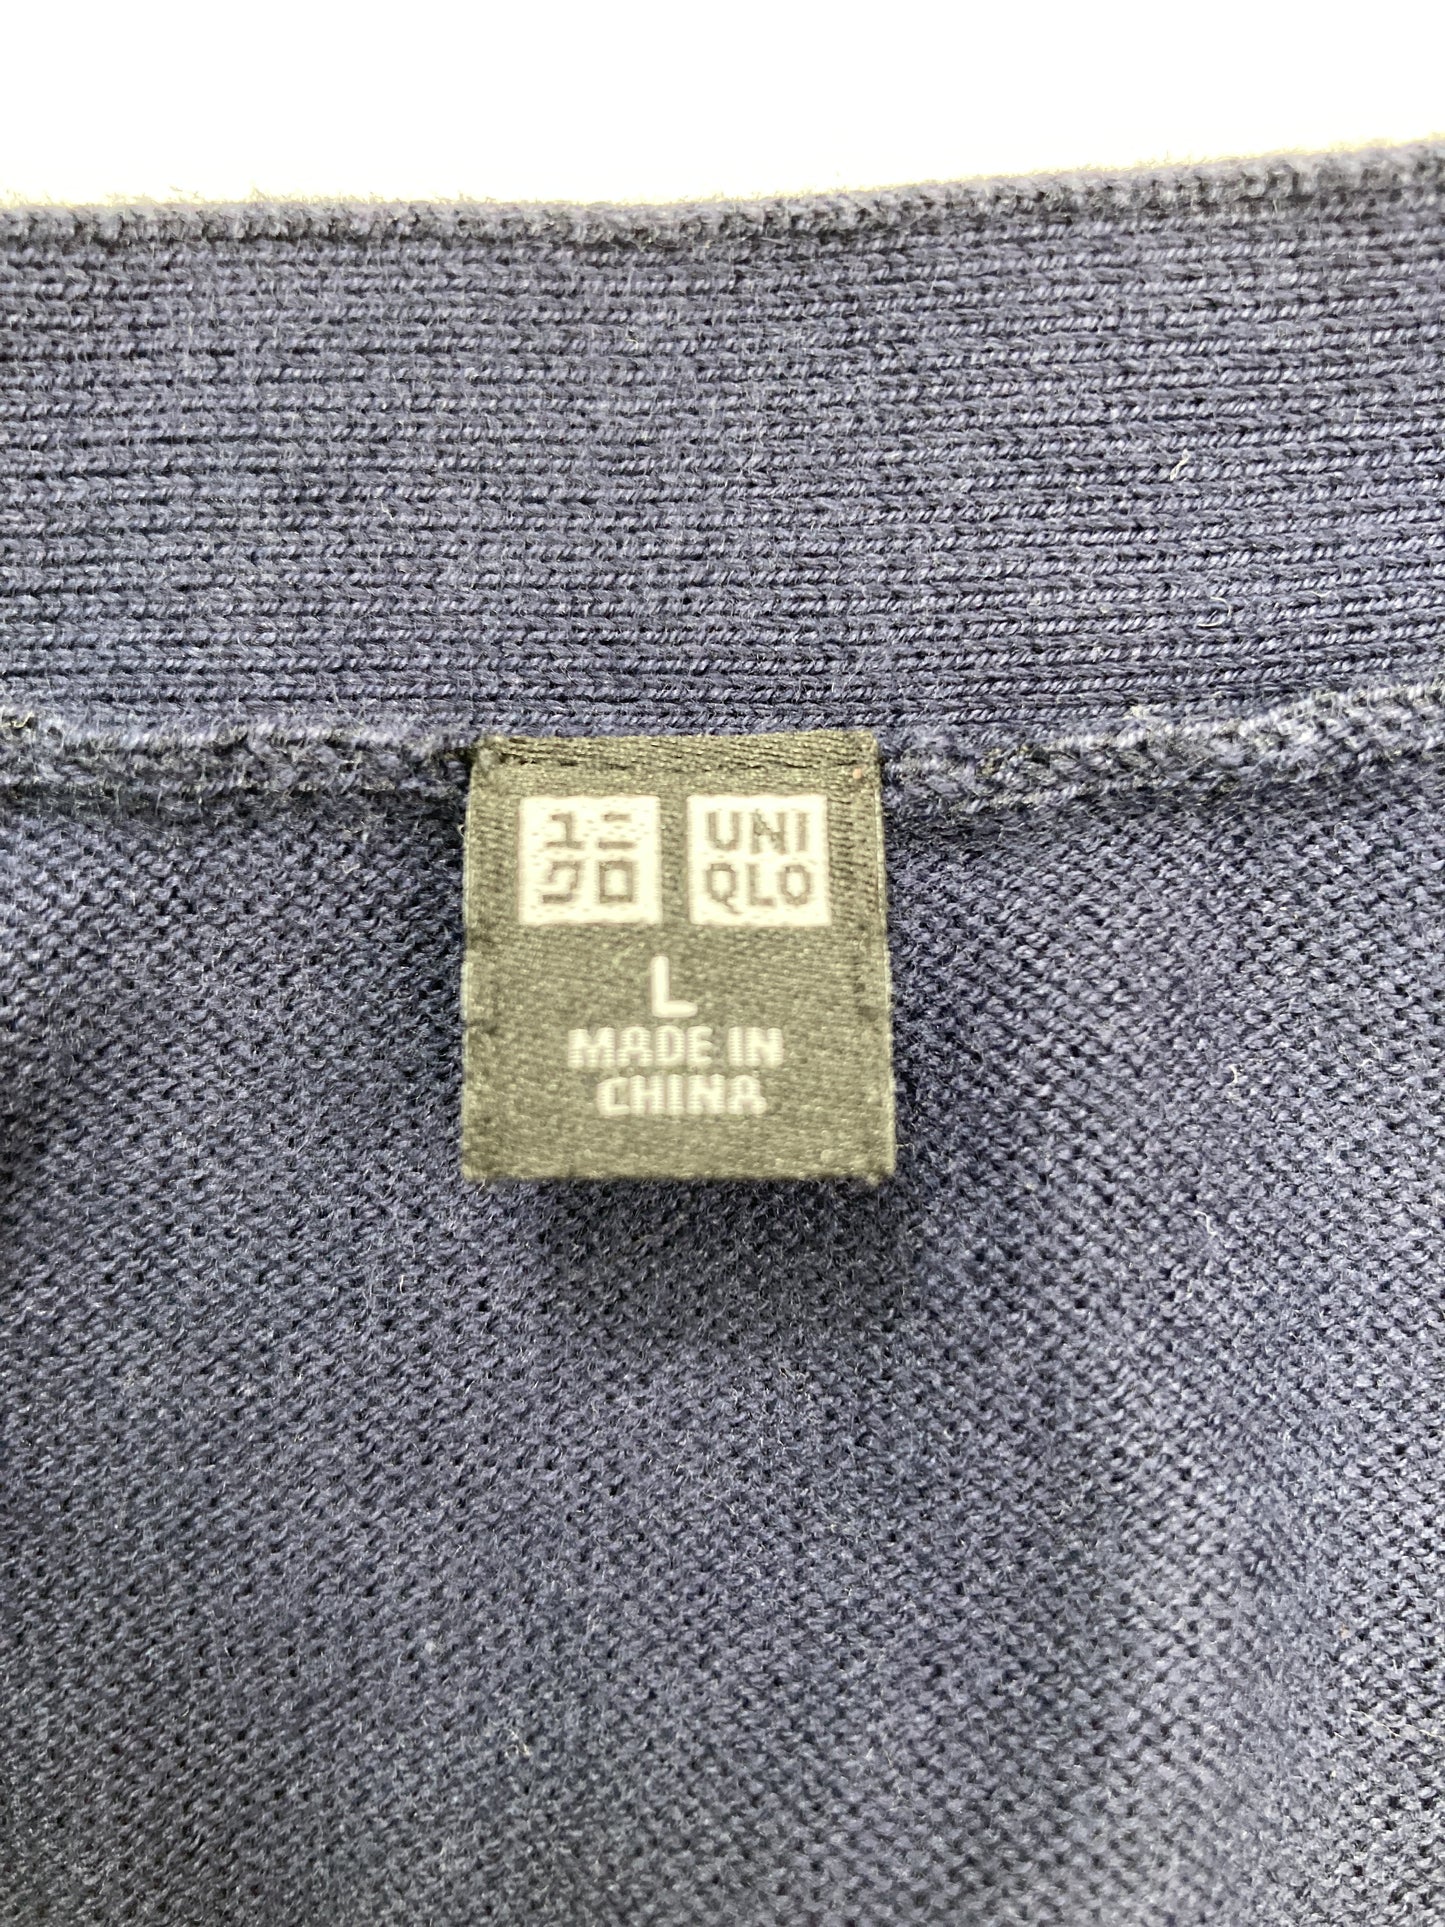 ユニ UNI
クロ QLO
L
MADE IN
CHINA